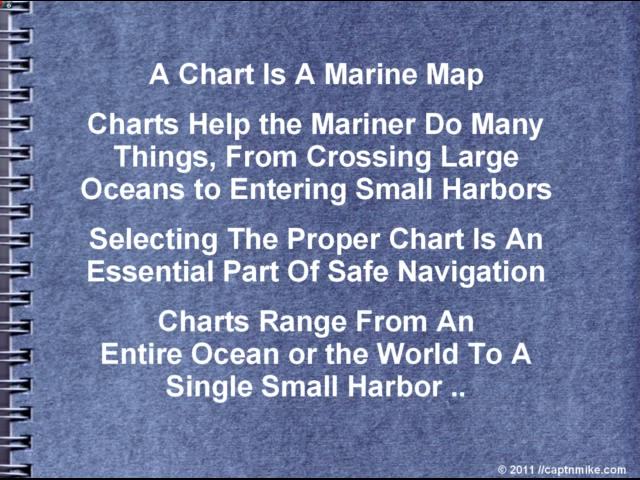 A Chart Is A Marine Map
Charts Help the Mariner Do Many
Things, From Crossing Large
Oceans to Entering Small Harbors
Selecting The Proper Chart Is An
Essential Part Of Safe Navigation
Charts Range From An
Entire Ocean or the World To A
Single Small Harbor ..
© 2011 //captnmike.com